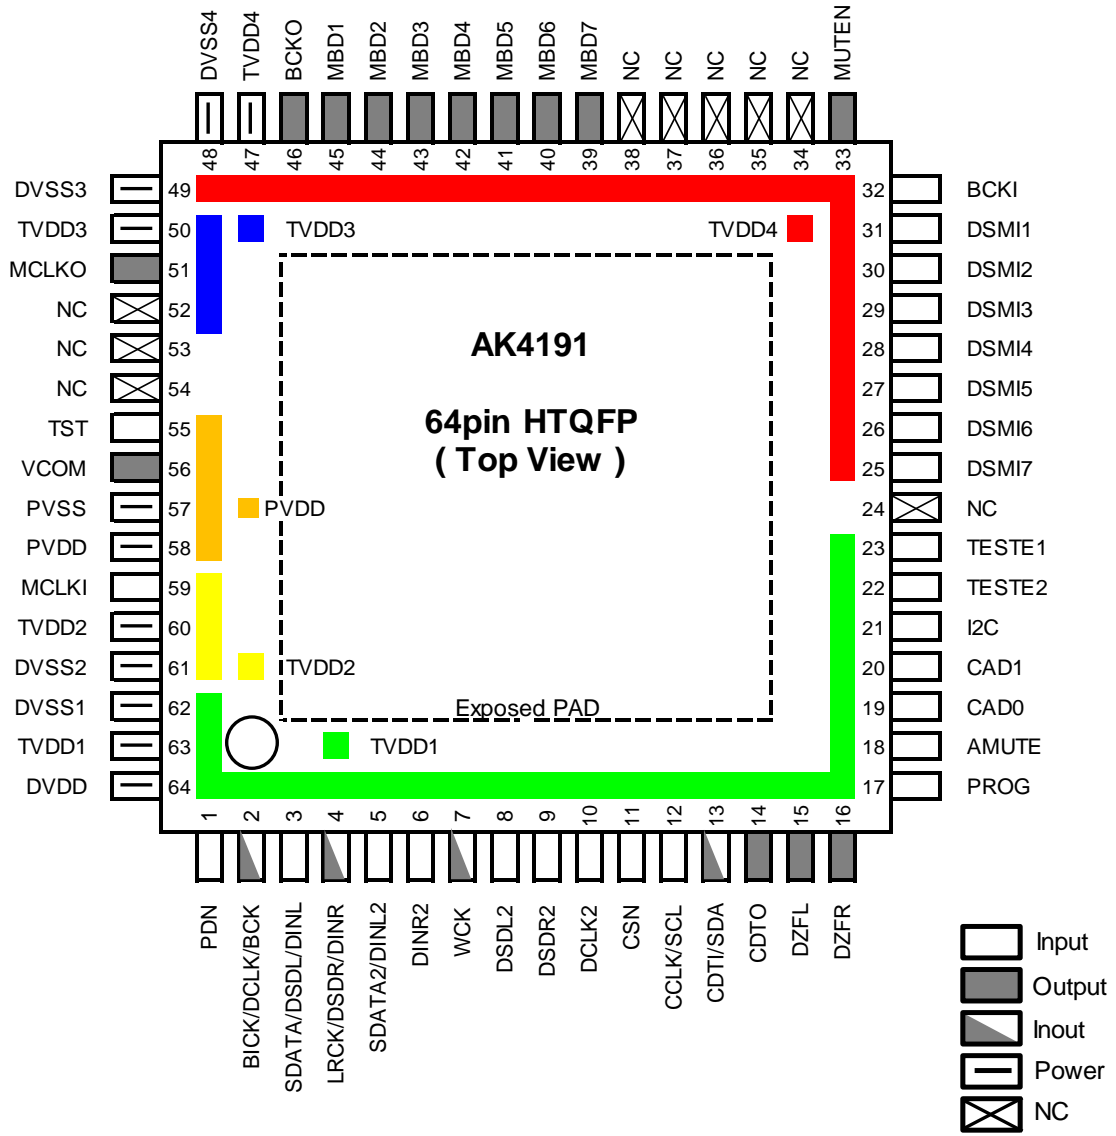 DVSS4
TVDD4
BCKO
MBD1
MBD2
MBD3
MBD4
MBD5
MBD6
MBD7
NC
NC
NC
NC
NC
MUTEN
48
47
46
45
44
43
42
41
40
39
38
37
36
35
34
33
DVSS3 49
TVDD3 50
MCLKO 51
NC 52
NC 53
NC 54
TST 55
VCOM 56
PVSS 57
PVDD 58
MCLKI 59
TVDD2 60
DVSS2 61
DVSS1 62
TVDD1 63
DVDD 64
TVDD3
TVDD4
AK4191
64pin HTQFP
( Top View )
PVDD
TVDD2
Exposed PAD
TVDD1
32 BCKI
31 DSMI1
30 DSMI2
29 DSMI3
28 DSMI4
27 DSMI5
26 DSMI6
25 DSMI7
24 NC
23 TESTE1
22 TESTE2
21 I2C
20 CAD1
19 CAD0
18 AMUTE
17 PROG
1
2
3
4
5
6
7
8
9
10
11
12
13
14
15
16
PDN
BICK/DCLK/BCK
SDATA/DSDL/DINL
LRCK/DSDR/DINR
SDATA2/DINL2
DINR2
WCK
DSDL2
DSDR2
DCLK2
CSN
CCLK/SCL
CDTI/SDA
CDTO
DZFL
DZFR
Input
Output
Inout
Power
NC